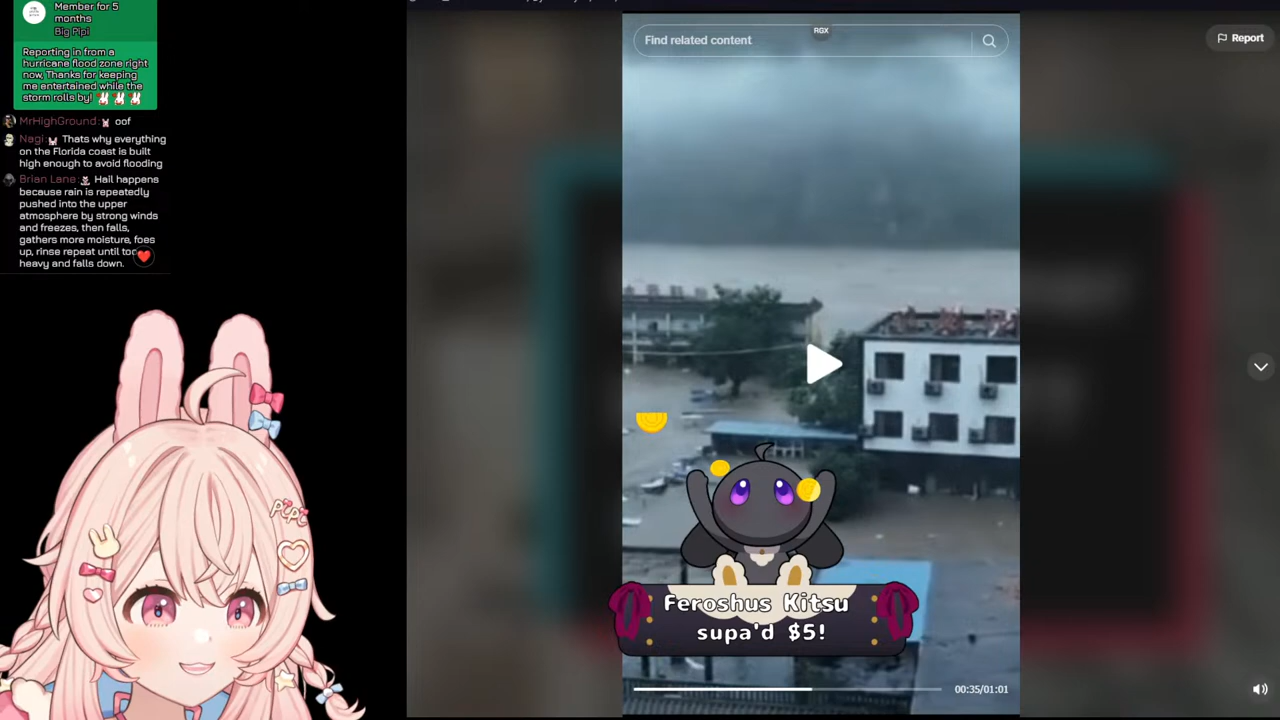 Member for 5
months
Big Pipi
Reporting in from a
hurricane flood zone right
now, Thanks for keeping
me entertained while the
storm rolls by!
MrHighGround: oof
Nagi: Thats why everything
on the Florida coast is built
high enough to avoid flooding
Brian Lane: Hail happens
because rain is repeatedly
pushed into the upper
atmosphere by strong winds
and freezes, then falls,
gathers more moisture, foes
up, rinse repeat until too
heavy and falls down.
pipi
Find related content
RGX
Report
Feroshus Kitsu
supa'd $5!
00:35/01:01